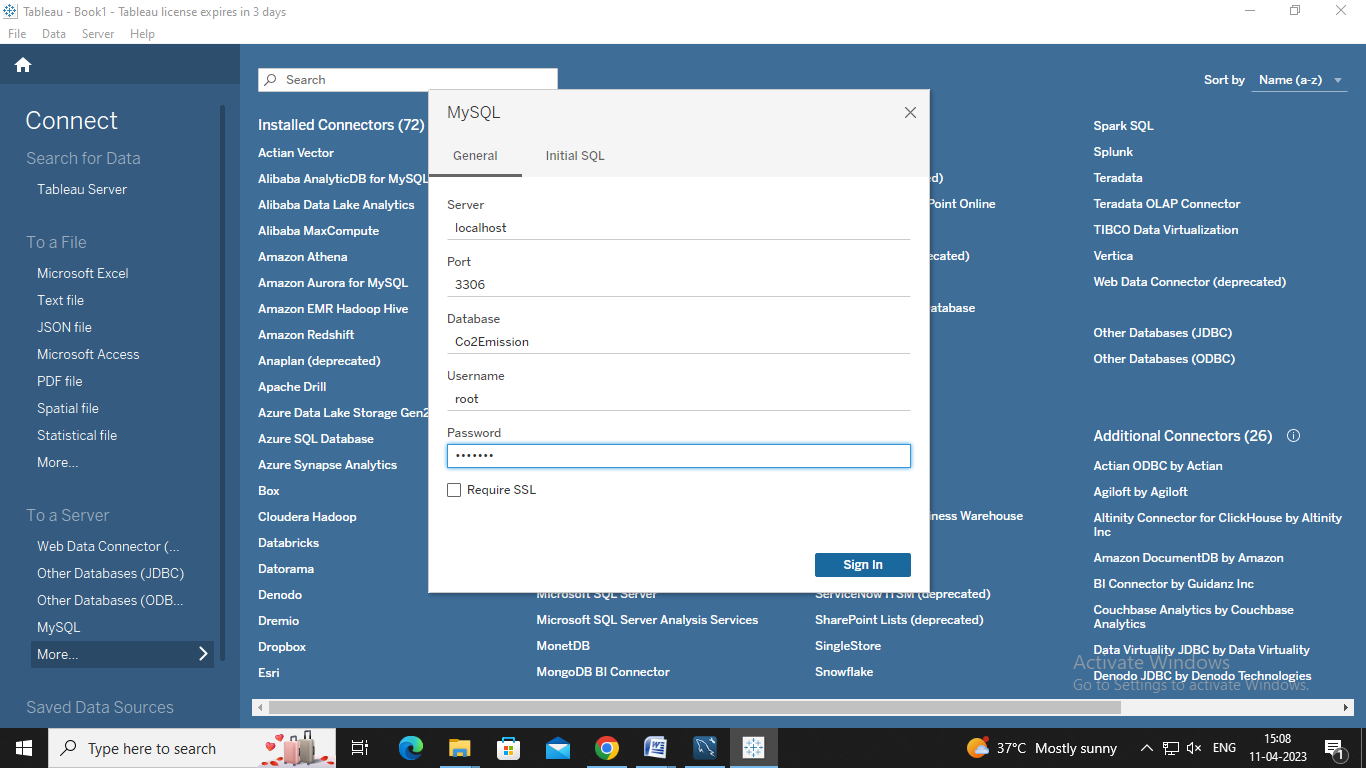 Tableau - Book1 - Tableau license expires in 3 days
File Data Server Help
Connect
Search for Data
Tableau Server
To a File
Microsoft Excel
Text file
JSON file
Microsoft Access
PDF file
Spatial file
Statistical file
More...
To a Server
Web Data Connector (...
Other Databases (JDBC)
Other Databases (ODB...
MySQL
More...
Saved Data Sources
Search
Sort by Name (a-z)
Installed Connectors (72)
Actian Vector
Alibaba AnalyticDB for MySQL
Alibaba Data Lake Analytics
Alibaba MaxCompute
Amazon Athena
Amazon Aurora for MySQL
Amazon EMR Hadoop Hive
Amazon Redshift
Anaplan (deprecated)
Apache Drill
Azure Data Lake Storage Gen2
Azure SQL Database
Azure Synapse Analytics
Box
Cloudera Hadoop
Databricks
Datorama
Denodo
Dremio
Dropbox
Esri
MySQL
General Initial SQL
Server
localhost
Port
3306
Database
Co2Emission
Username
root
Password
•••••••
Require SSL
Sign In
Microsoft SQL Server
Microsoft SQL Server Analysis Services
MonetDB
MongoDB BI Connector
d)
Point Online
cated)
atabase
ness Warehouse
ServiceNow ITSM (deprecated)
SharePoint Lists (deprecated)
SingleStore
Snowflake
Spark SQL
Splunk
Teradata
Teradata OLAP Connector
TIBCO Data Virtualization
Vertica
Web Data Connector (deprecated)
Other Databases (JDBC)
Other Databases (ODBC)
Additional Connectors (26)
Actian ODBC by Actian
Agiloft by Agiloft
Altinity Connector for ClickHouse by Altinity
Inc
Amazon DocumentDB by Amazon
BI Connector by Guidanz Inc
Couchbase Analytics by Couchbase
Analytics
Data Virtuality JDBC by Data Virtuality
Denodo JDBC by Denodo Technologies
Activate Windows
Go to Settings to activate Windows.
Type here to search
37°C Mostly sunny
ENG
15:08
11-04-2023
1